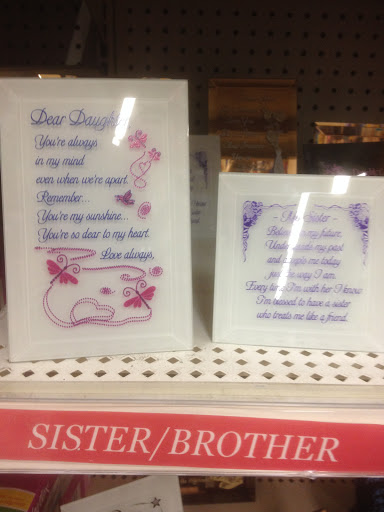 Dear Daughter
You're always
in my mind
even when we're apart.
Remember...
You're my sunshine...
You're so dear to my heart.
Love always,
- My Sister -
Believes in my future.
Understands my past
and accepts me today
just the way I am.
Every time I'm with her I know
I'm blessed to have a sister
who treats me like a friend.
SISTER/BROTHER